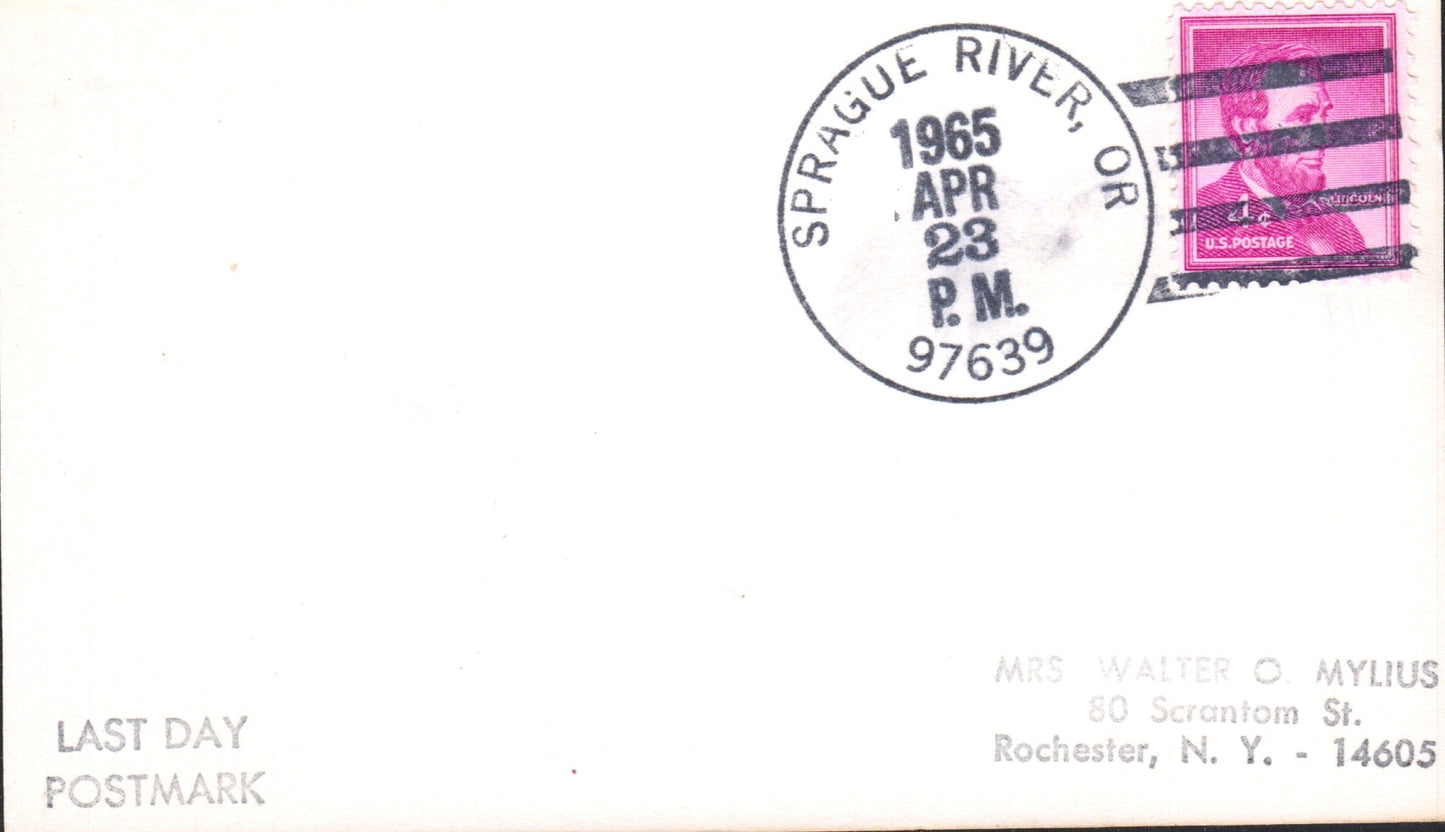 SPRAGUE RIVER, OR
1965
APR
23
P. M.
97639
LINCOLN
4¢
U.S. POSTAGE
MRS WALTER O. MYLIUS
80 Scrantom St.
Rochester, N. Y. - 14605
LAST DAY
POSTMARK